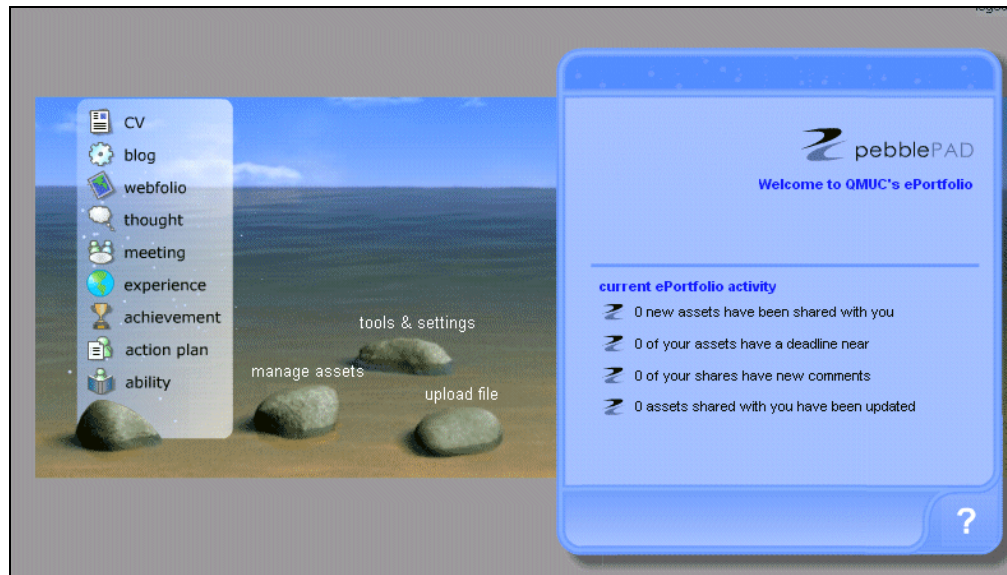 CV
blog
webfolio
thought
meeting
experience
achievement
action plan
ability
tools & settings
manage assets
upload file
pebblePAD
Welcome to QMUC's ePortfolio
current ePortfolio activity
0 new assets have been shared with you
0 of your assets have a deadline near
0 of your shares have new comments
0 assets shared with you have been updated
?